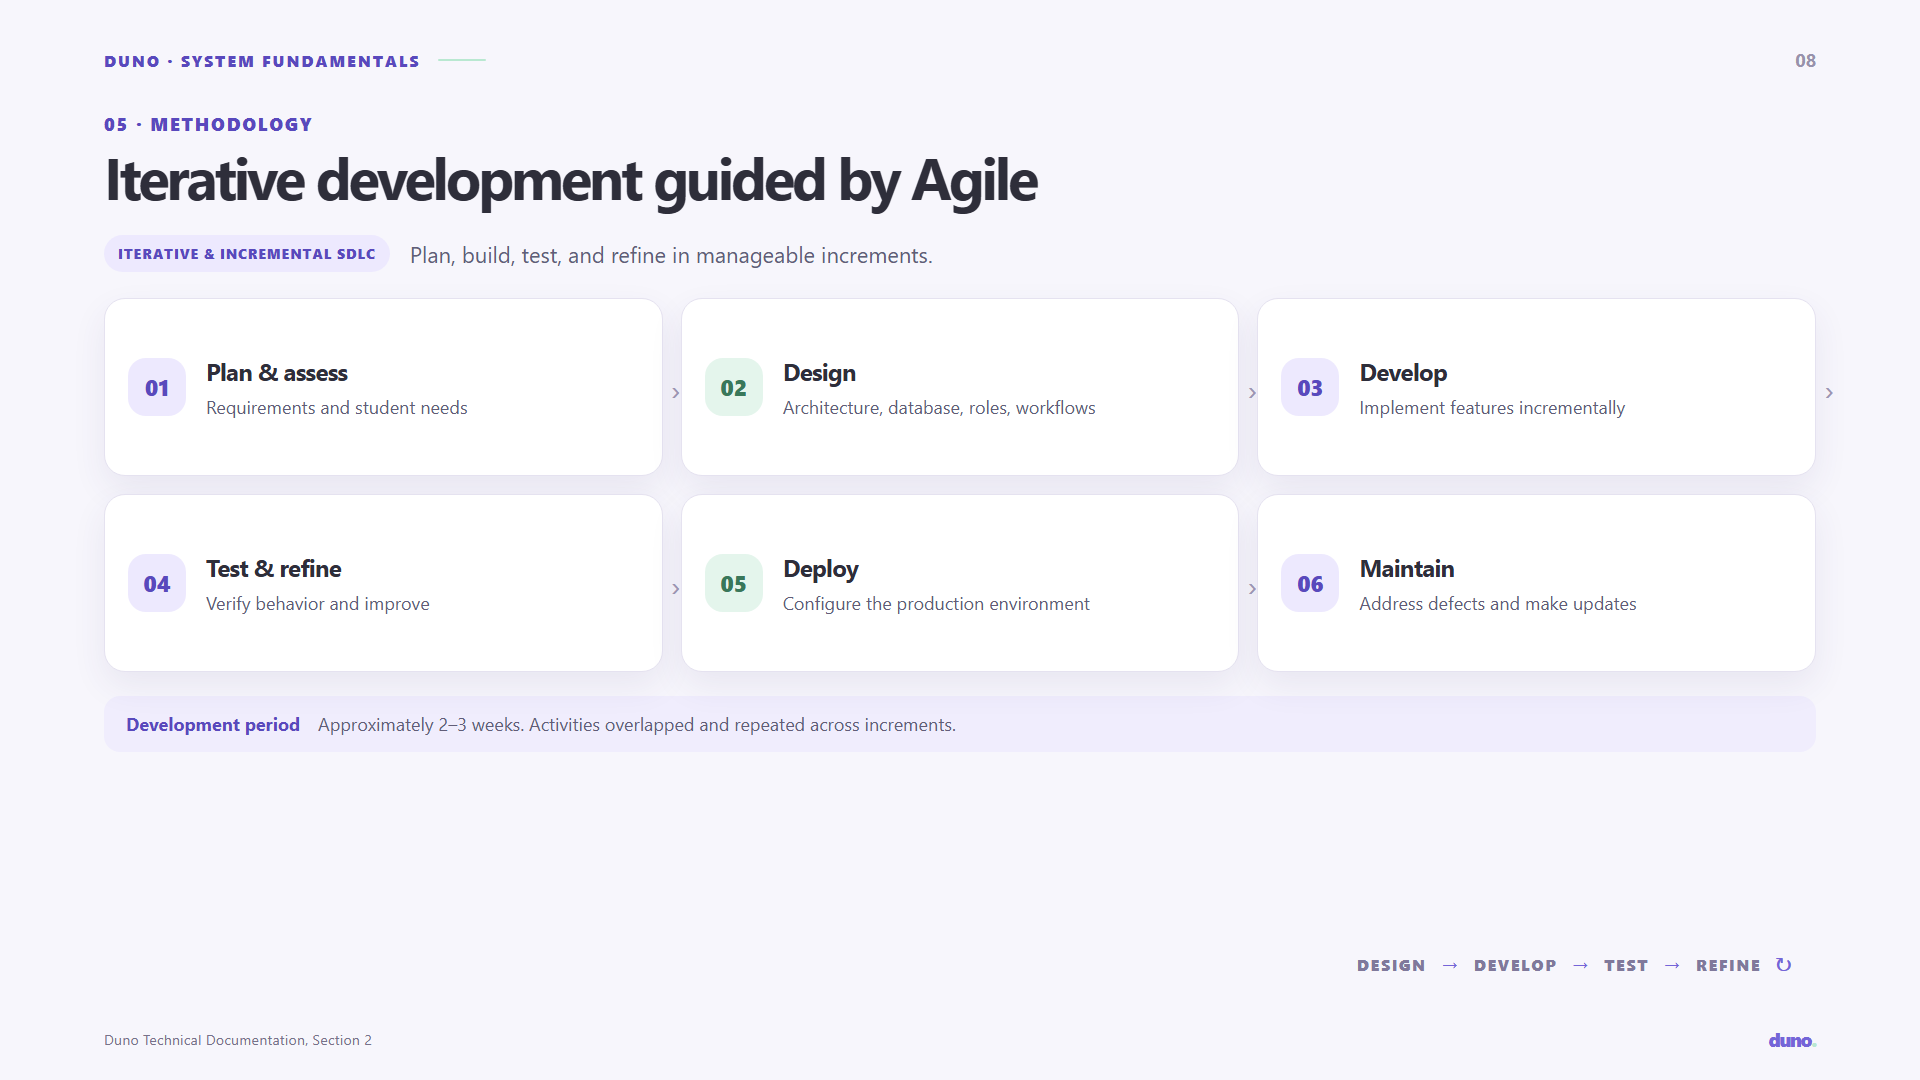 DUNO · SYSTEM FUNDAMENTALS
08
05 · METHODOLOGY
Iterative development guided by Agile
ITERATIVE & INCREMENTAL SDLC
Plan, build, test, and refine in manageable increments.
01
Plan & assess
Requirements and student needs
›
02
Design
Architecture, database, roles, workflows
›
03
Develop
Implement features incrementally
›
04
Test & refine
Verify behavior and improve
›
05
Deploy
Configure the production environment
›
06
Maintain
Address defects and make updates
Development period Approximately 2–3 weeks. Activities overlapped and repeated across increments.
DESIGN → DEVELOP → TEST → REFINE ↻
Duno Technical Documentation, Section 2
duno.